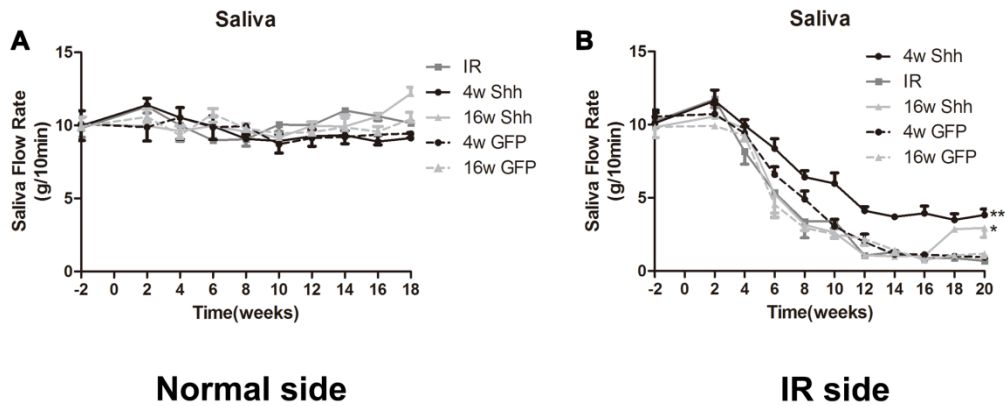 Saliva
A
15
10
5
0
Saliva Flow Rate
(g/10min)
-2 0 2 4 6 8 10 12 14 16 18
Time(weeks)
IR
4w Shh
16w Shh
4w GFP
16w GFP
Normal side
Saliva
B
15
10
5
0
Saliva Flow Rate
(g/10min)
-2 0 2 4 6 8 10 12 14 16 18 20
Time(weeks)
4w Shh
IR
16w Shh
4w GFP
16w GFP
**
*
IR side